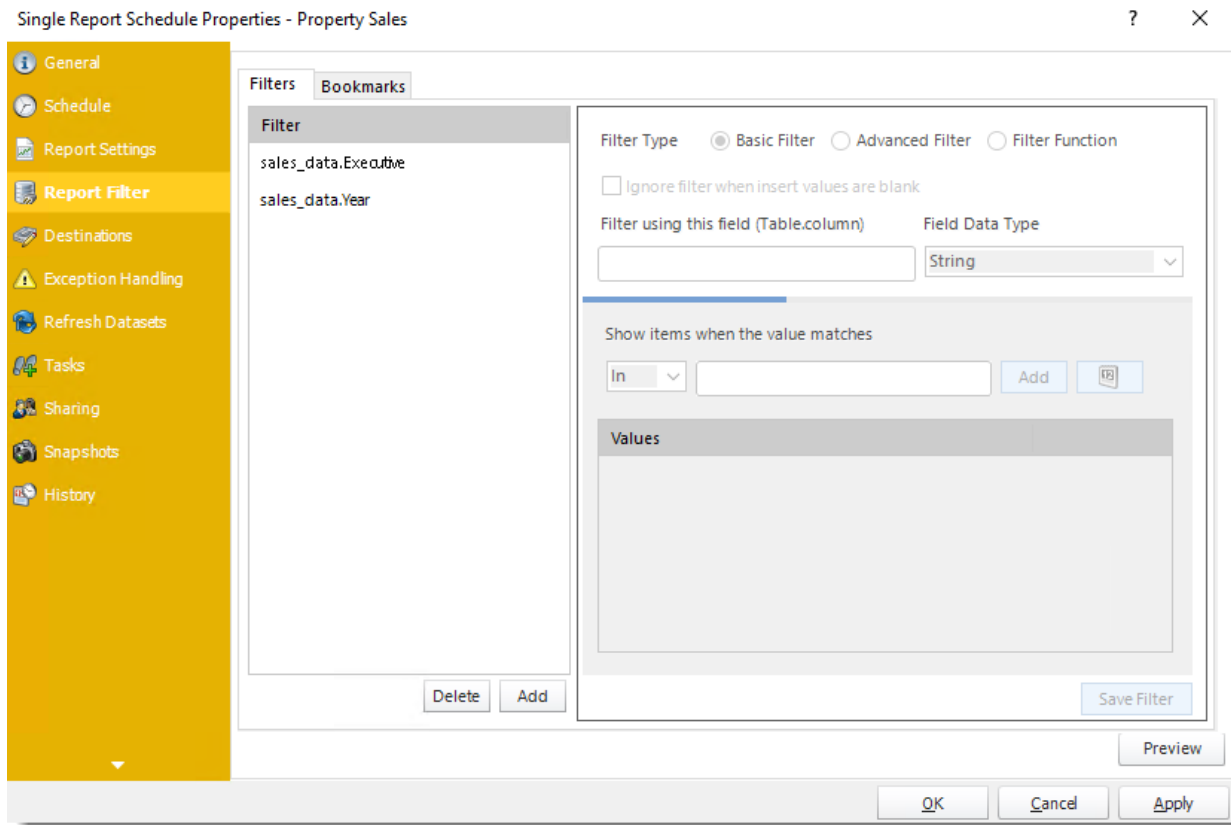 Single Report Schedule Properties - Property Sales
?
General
Schedule
Report Settings
Report Filter
Destinations
Exception Handling
Refresh Datasets
Tasks
Sharing
Snapshots
History
Filters
Bookmarks
Filter
sales_data.Executive
sales_data.Year
Delete
Add
Filter Type
Basic Filter
Advanced Filter
Filter Function
Ignore filter when insert values are blank
Filter using this field (Table.column)
Field Data Type
String
Show items when the value matches
In
Add
Values
Save Filter
Preview
OK
Cancel
Apply